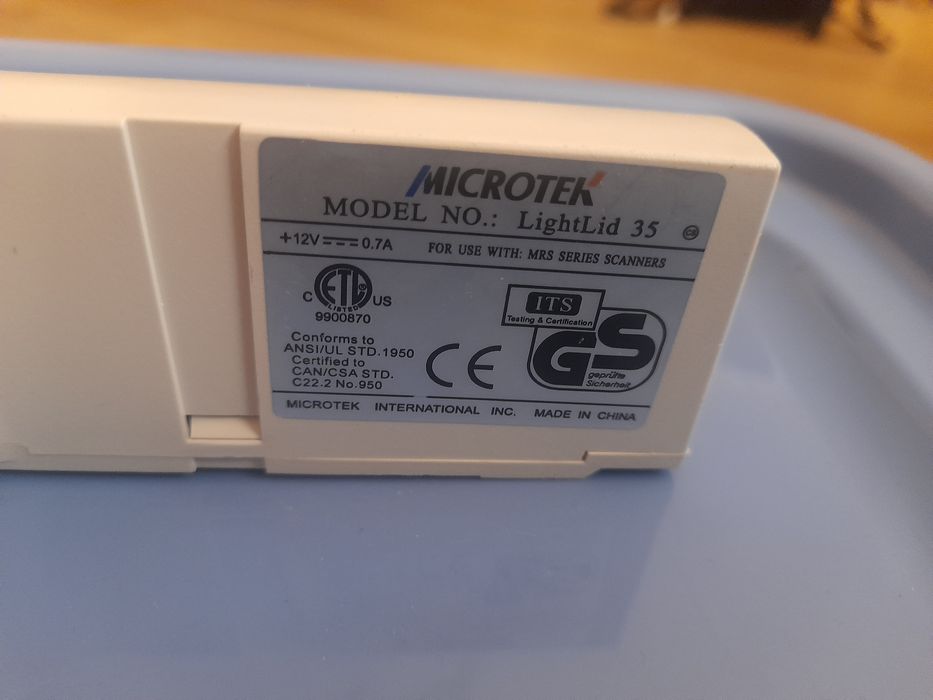 MICROTEK
MODEL NO.: LightLid 35
+12V 0.7A FOR USE WITH: MRS SERIES SCANNERS
C ETL US
LISTED
9900870
Conforms to
ANSI/UL STD.1950
Certified to
CAN/CSA STD.
C22.2 No.950
CE
ITS
Testing & Certification
GS
geprüfte
Sicherheit
MICROTEK INTERNATIONAL INC. MADE IN CHINA